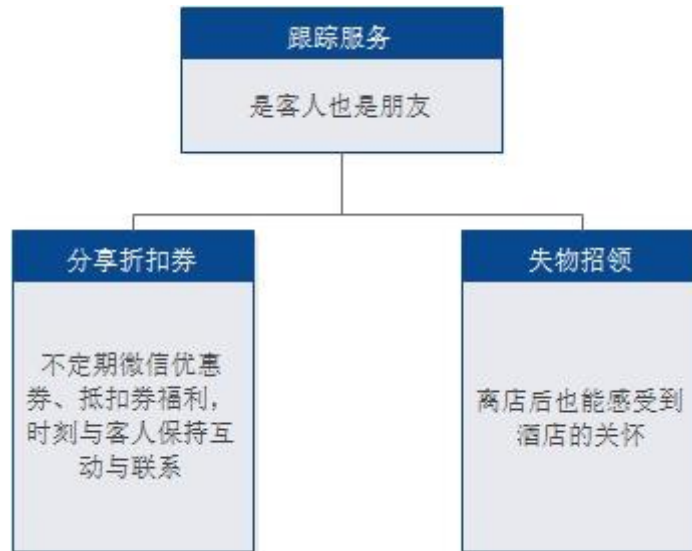 跟踪服务
是客人也是朋友
分享折扣券
不定期微信优惠
券、抵扣券福利，
时刻与客人保持互
动与联系
失物招领
离店后也能感受到
酒店的关怀